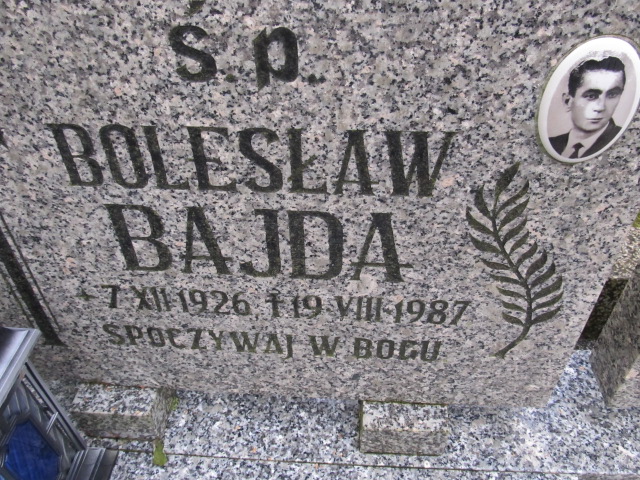 Ś.P.
BOLESŁAW
BAJDA
* 7 XII 1926 † 19 VIII 1987
SPOCZYWAJ W BOGU